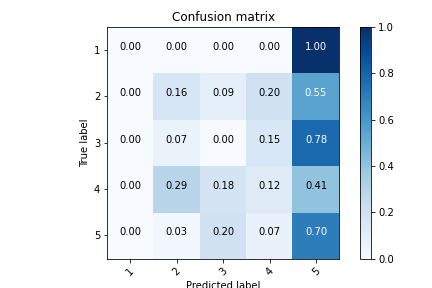 Confusion matrix
1 0.00 0.00 0.00 0.00 1.00
2 0.00 0.16 0.09 0.20 0.55
3 0.00 0.07 0.00 0.15 0.78
4 0.00 0.29 0.18 0.12 0.41
5 0.00 0.03 0.20 0.07 0.70
1 2 3 4 5
True label
Predicted label
1.0
0.8
0.6
0.4
0.2
0.0